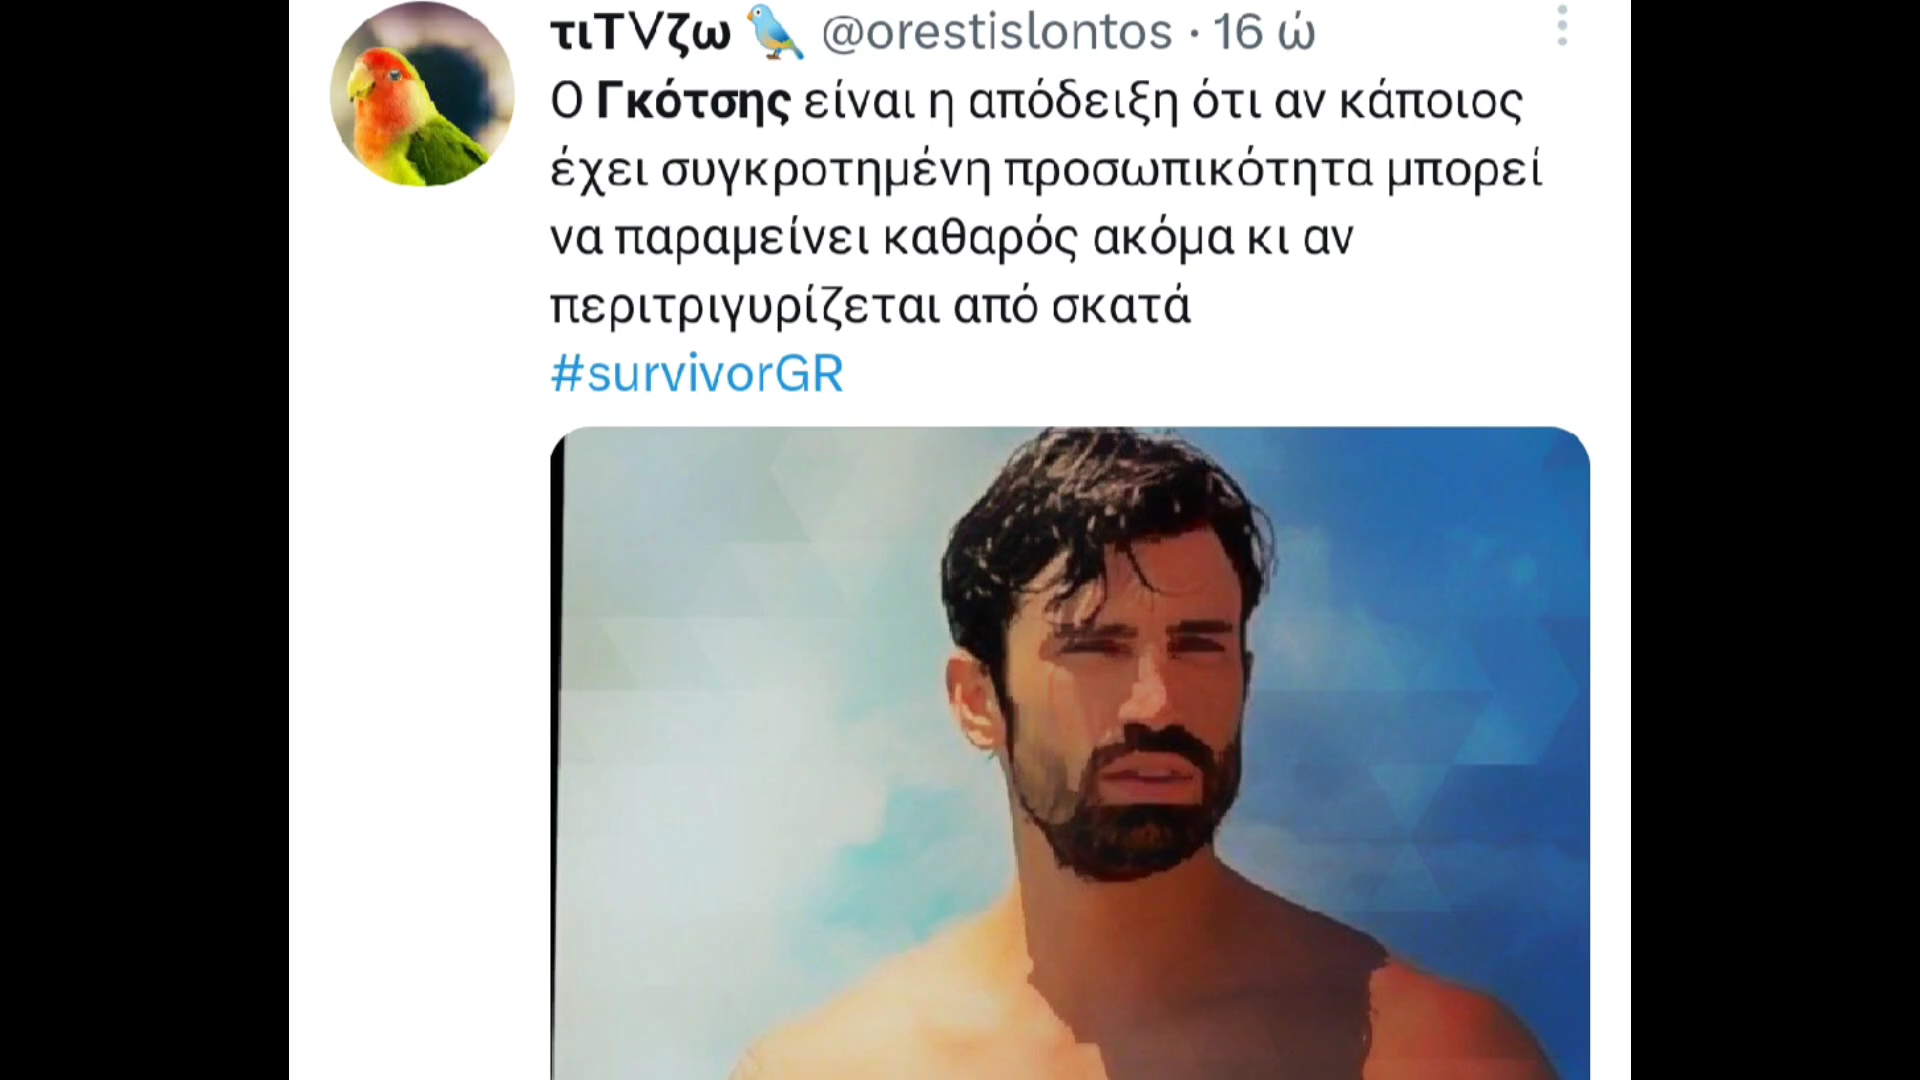 τιTVζω @orestislontos · 16 ώ
Ο Γκότσης είναι η απόδειξη ότι αν κάποιος
έχει συγκροτημένη προσωπικότητα μπορεί
να παραμείνει καθαρός ακόμα κι αν
περιτριγυρίζεται από σκατά
#survivorGR